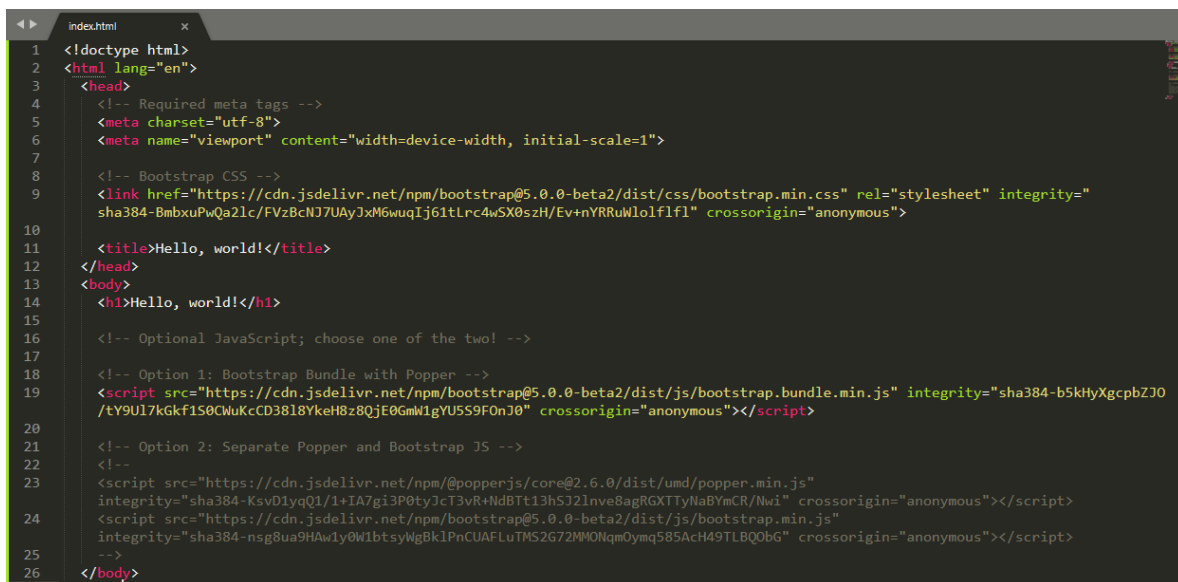 index.html ×
1 <!doctype html>
2 <html lang="en">
3 <head>
4 <!-- Required meta tags -->
5 <meta charset="utf-8">
6 <meta name="viewport" content="width=device-width, initial-scale=1">
7
8 <!-- Bootstrap CSS -->
9 <link href="https://cdn.jsdelivr.net/npm/bootstrap@5.0.0-beta2/dist/css/bootstrap.min.css" rel="stylesheet" integrity="
sha384-BmbxuPwQa2lc/FVzBcNJ7UAyJxM6wuqIj61tLrc4wSX0szH/Ev+nYRRuWlolflfl" crossorigin="anonymous">
10
11 <title>Hello, world!</title>
12 </head>
13 <body>
14 <h1>Hello, world!</h1>
15
16 <!-- Optional JavaScript; choose one of the two! -->
17
18 <!-- Option 1: Bootstrap Bundle with Popper -->
19 <script src="https://cdn.jsdelivr.net/npm/bootstrap@5.0.0-beta2/dist/js/bootstrap.bundle.min.js" integrity="sha384-b5kHyXgcpbZJO
/tY9Ul7kGkf1S0CWuKcCD38l8YkeH8z8QjE0GmW1gYU5S9FOnJ0" crossorigin="anonymous"></script>
20
21 <!-- Option 2: Separate Popper and Bootstrap JS -->
22 <!--
23 <script src="https://cdn.jsdelivr.net/npm/@popperjs/core@2.6.0/dist/umd/popper.min.js"
integrity="sha384-KsvD1yqQ1/1+IA7gi3P0tyJcT3vR+NdBTt13hSJ2lnve8agRGXTTyNaBYmCR/Nwi" crossorigin="anonymous"></script>
24 <script src="https://cdn.jsdelivr.net/npm/bootstrap@5.0.0-beta2/dist/js/bootstrap.min.js"
integrity="sha384-nsg8ua9HAw1y0W1btsyWgBklPnCUAFLuTMS2G72MMONqmOymq585AcH49TLBQObG" crossorigin="anonymous"></script>
25 -->
26 </body>